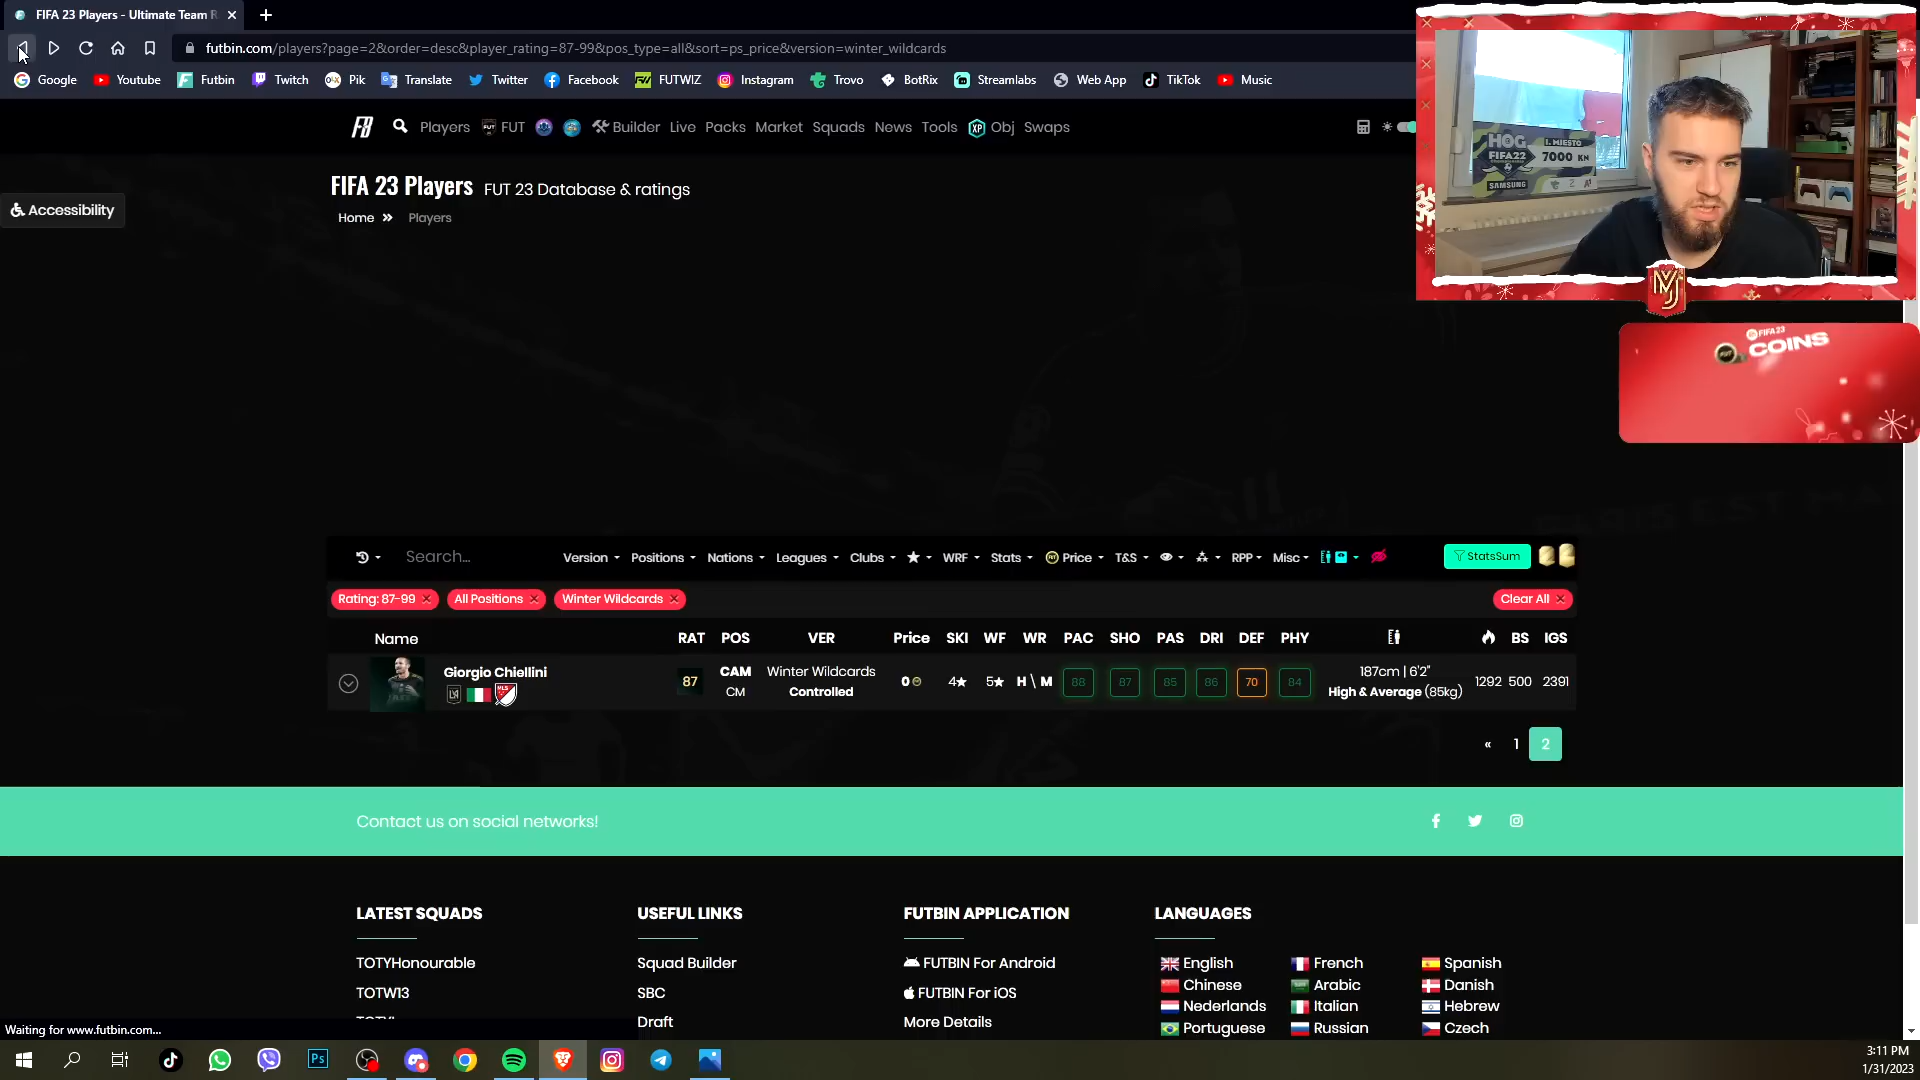 FIFA 23 Players - Ultimate Team R
futbin.com/players?page=2&order=desc&player_rating=87-99&pos_type=all&sort=ps_price&version=winter_wildcards
Google Youtube Futbin Twitch Pik Translate Twitter Facebook FUTWIZ Instagram Trovo BotRix Streamlabs Web App TikTok Music
Players FUT Builder Live Packs Market Squads News Tools XP Obj Swaps
HOG
FIFA22
1. MIESTO
7000 KN
SAMSUNG
FIFA 23 Players FUT 23 Database & ratings
Accessibility
Home » Players
FIFA 23
COINS
Search... Version Positions Nations Leagues Clubs WRF Stats Price T&S RPP Misc StatsSum
Rating: 87-99 All Positions Winter Wildcards Clear All
Name RAT POS VER Price SKI WF WR PAC SHO PAS DRI DEF PHY BS IGS
Giorgio Chiellini 87 CAM Winter Wildcards 0 4★ 5★ H \ M 88 87 85 86 70 84 187cm | 6'2" 1292 500 2391
CM Controlled High & Average (85kg)
« 1 2
Contact us on social networks!
LATEST SQUADS USEFUL LINKS FUTBIN APPLICATION LANGUAGES
TOTYHonourable Squad Builder FUTBIN For Android English French Spanish
Chinese Arabic Danish
TOTW13 SBC FUTBIN For iOS Nederlands Italian Hebrew
Draft More Details Portuguese Russian Czech
Waiting for www.futbin.com...
Ps
3:11 PM
1/31/2023